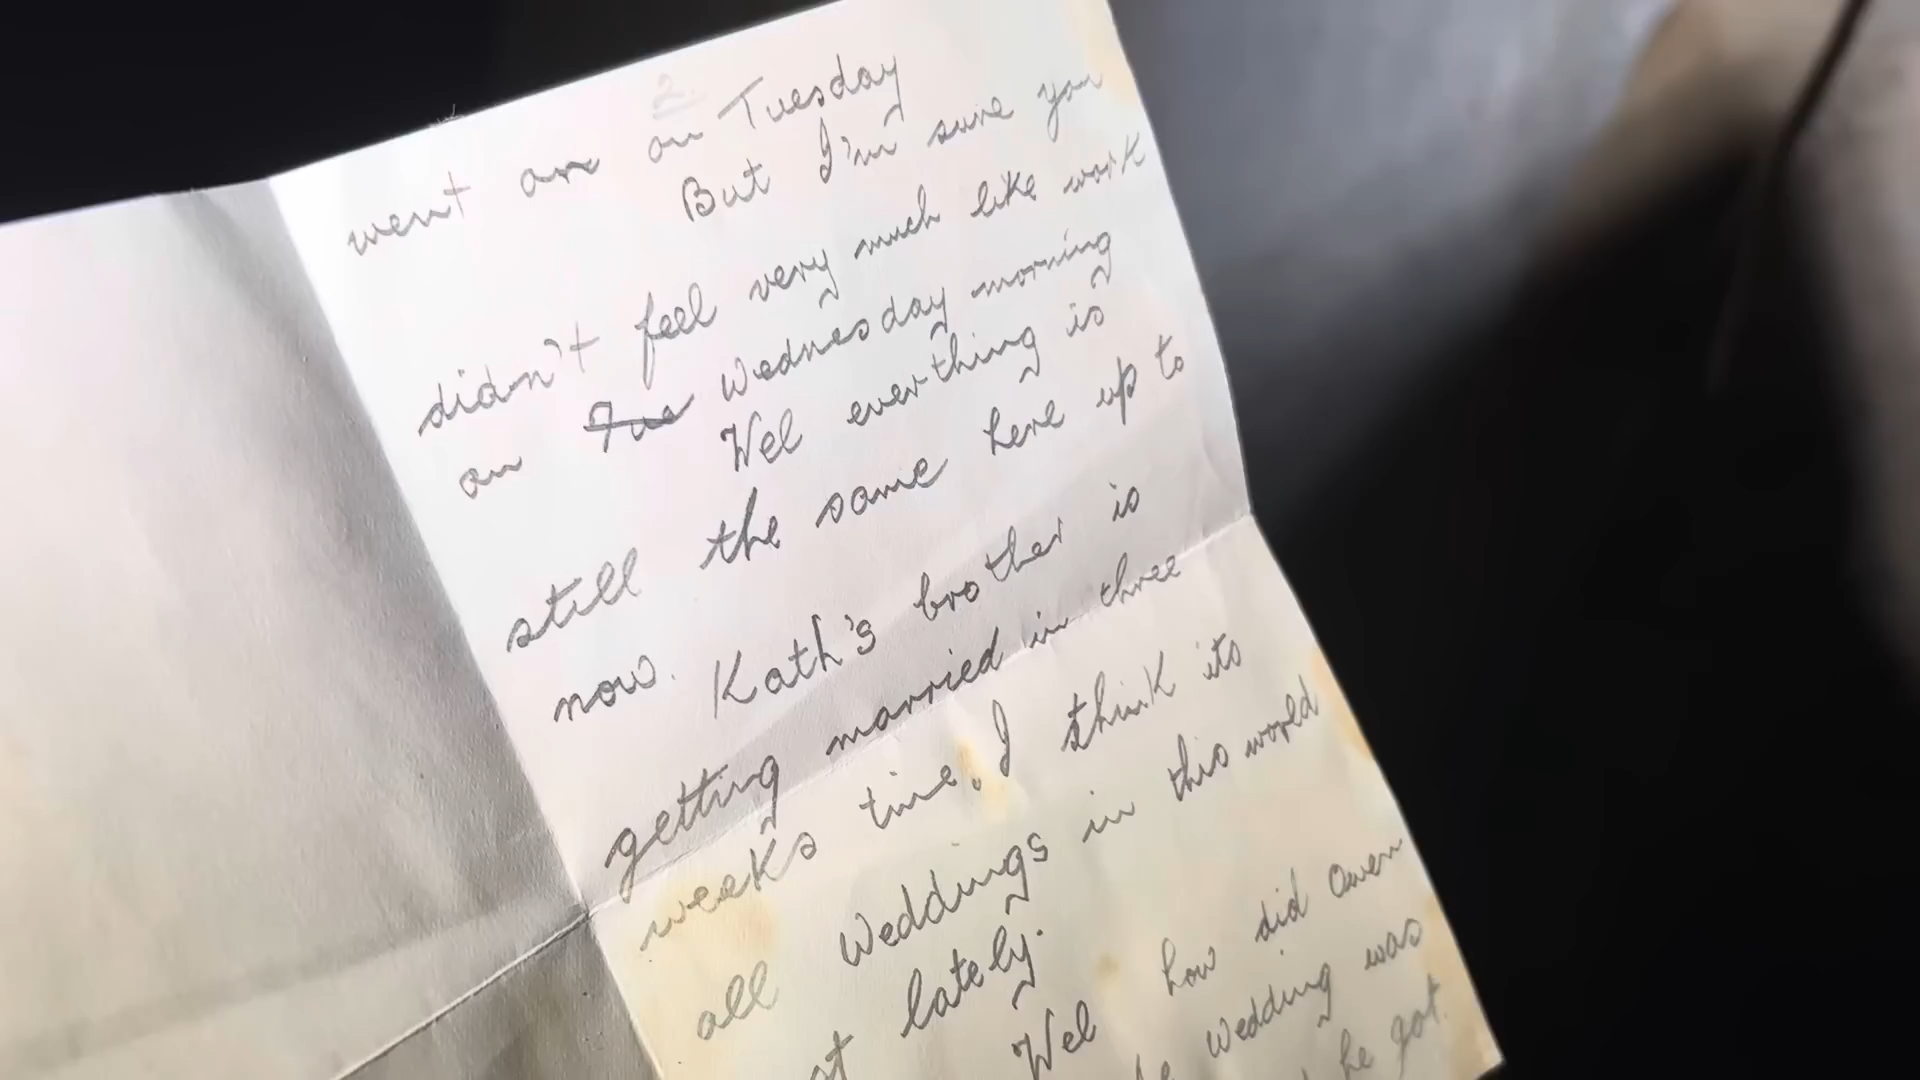 2.
went on on Tuesday
But I'm sure you
didn't feel very much like work
on Tue Wednesday morning
Wel everthing is
still the same here up to
now. Kath's brother is
getting married in three
weeks time. I think its
all Weddings in this world
lately.
Wel how did Owen
Wedding was
he got.